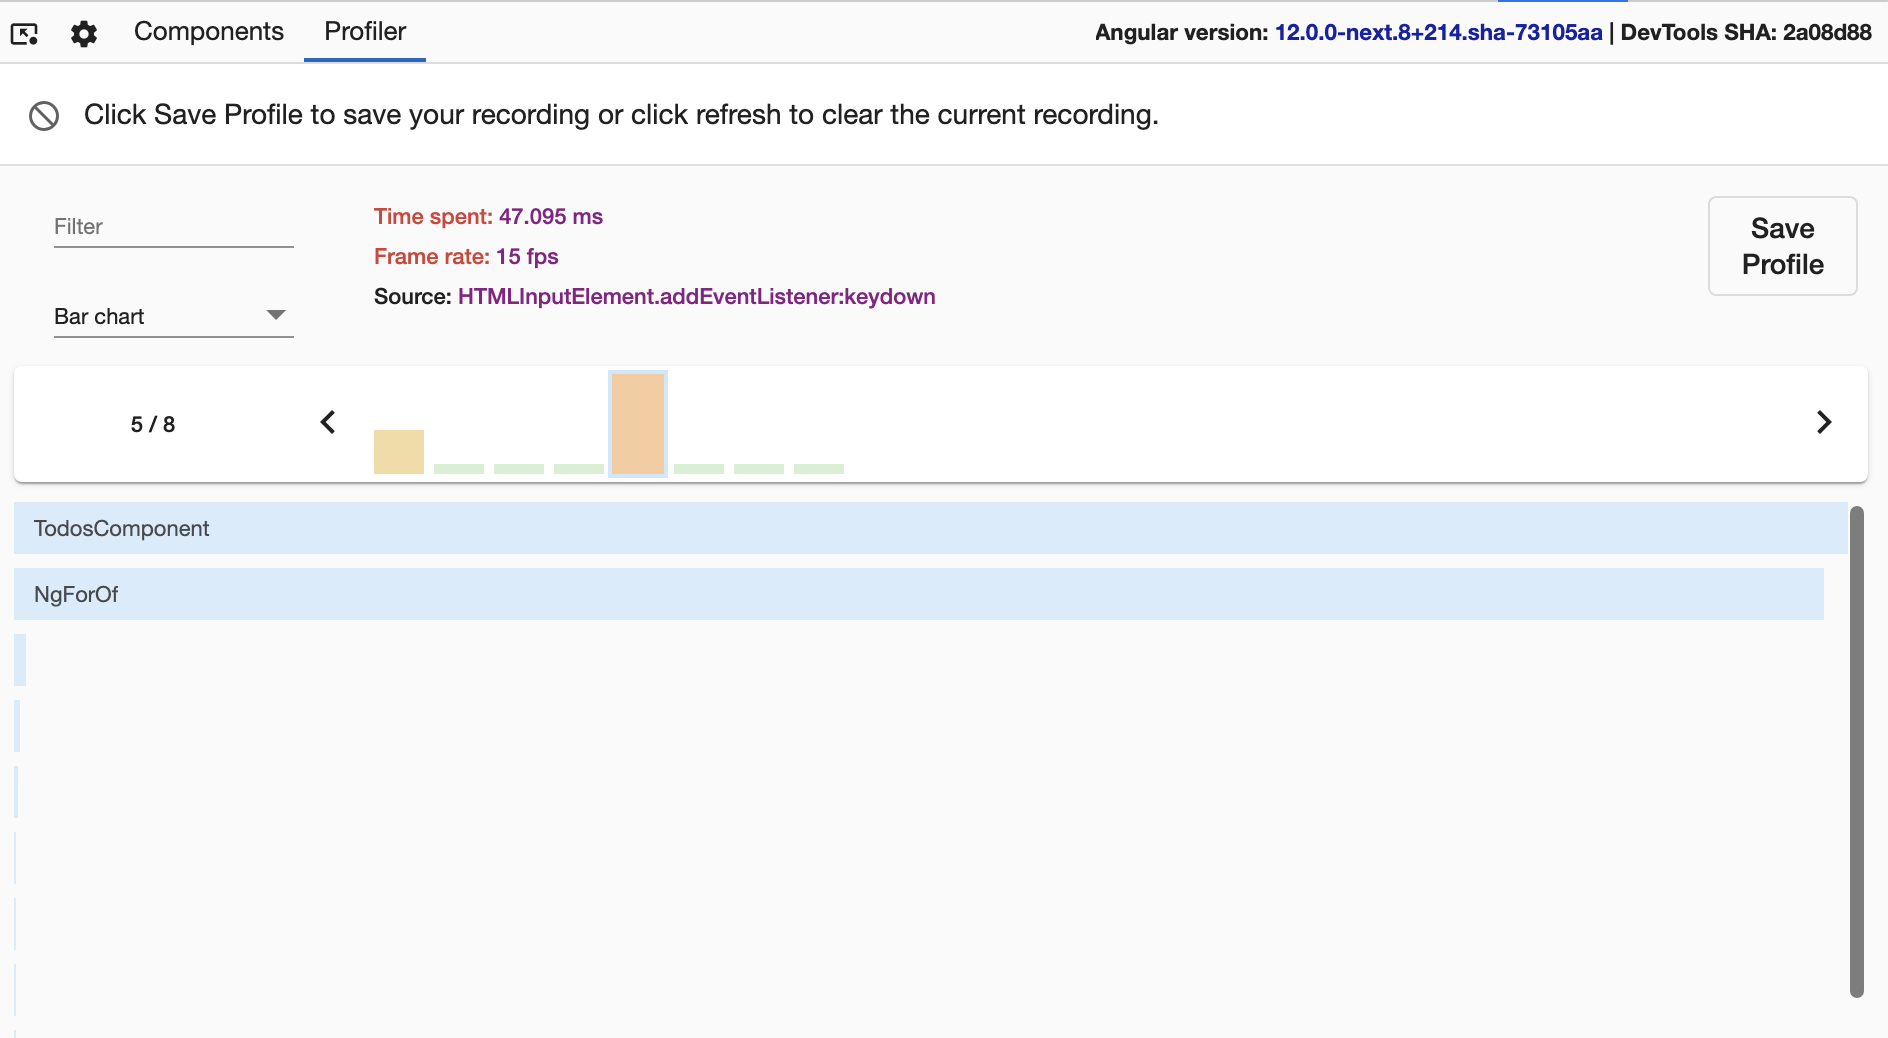 Components Profiler Angular version: 12.0.0-next.8+214.sha-73105aa | DevTools SHA: 2a08d88
Click Save Profile to save your recording or click refresh to clear the current recording.
Filter
Bar chart
Time spent: 47.095 ms
Frame rate: 15 fps
Source: HTMLInputElement.addEventListener:keydown
Save
Profile
5 / 8
TodosComponent
NgForOf